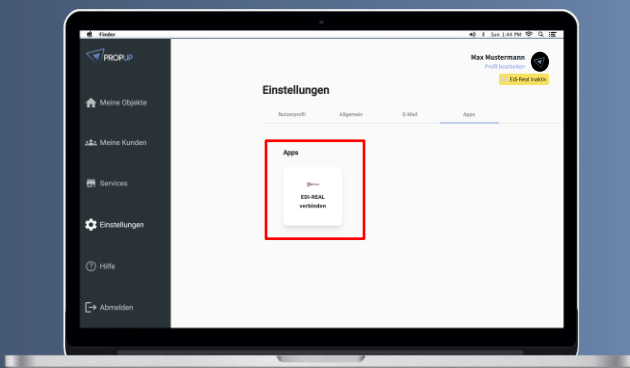 Finder
Sun 1:44 PM
PROPUP
Max Mustermann
Profil bearbeiten
Edi-Real inaktiv
Einstellungen
Nutzerprofil
Allgemein
E-Mail
Apps
Meine Objekte
Meine Kunden
Services
Einstellungen
Hilfe
Abmelden
Apps
EDI-REAL
verbinden